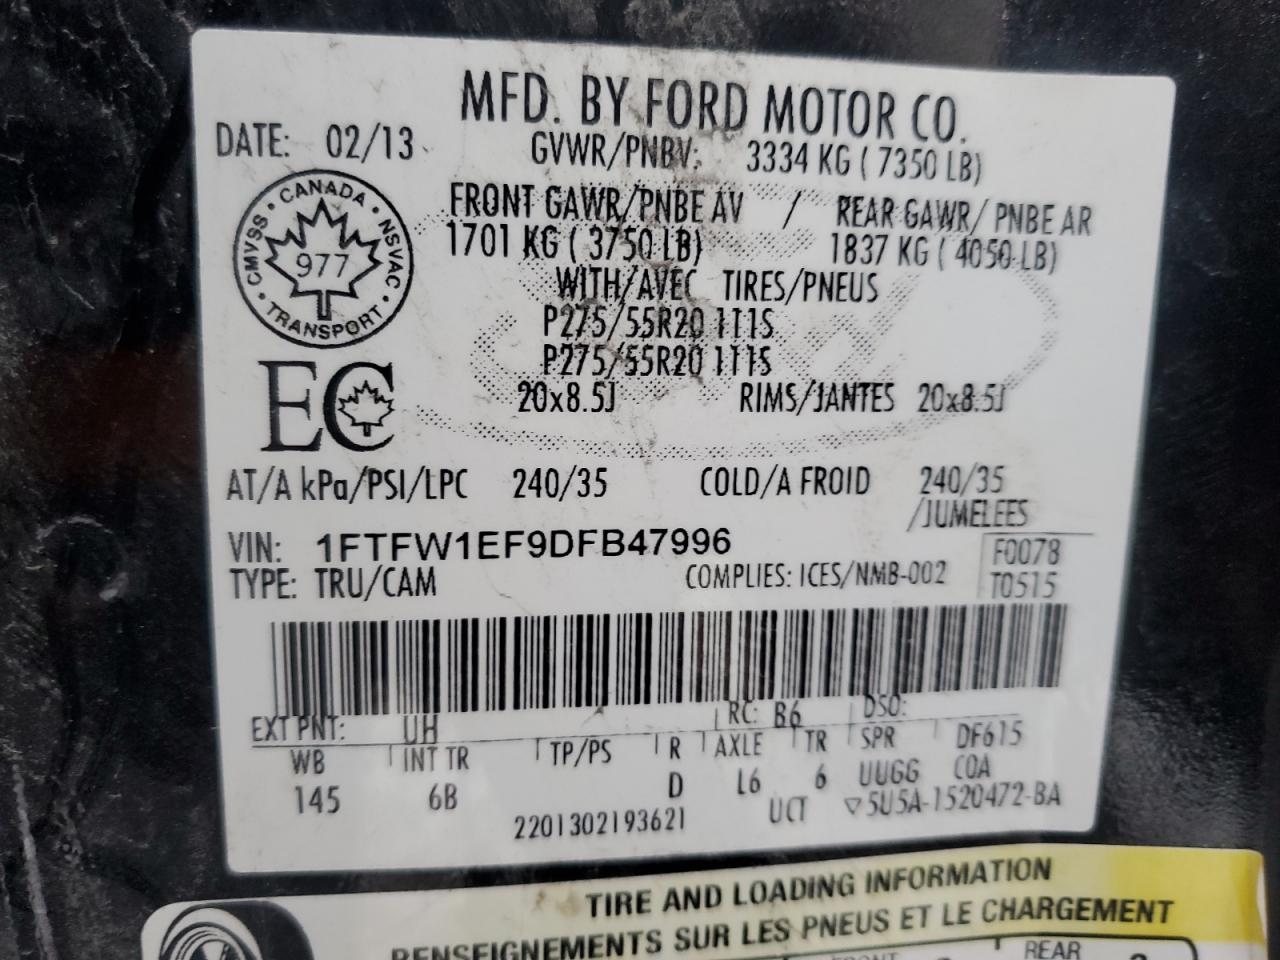 MFD. BY FORD MOTOR CO.
DATE: 02/13 GVWR/PNBV: 3334 KG ( 7350 LB)
FRONT GAWR/PNBE AV / REAR GAWR/ PNBE AR
1701 KG ( 3750 LB) 1837 KG ( 4050 LB)
WITH/AVEC TIRES/PNEUS
P275/55R20 111S
P275/55R20 111S
20x8.5J RIMS/JANTES 20x8.5J
CANADA • NSVAC • TRANSPORT • CMVSS •
977
EC
AT/A kPa/PSI/LPC 240/35 COLD/A FROID 240/35
/JUMELEES
VIN: 1FTFW1EF9DFB47996 F0078
TYPE: TRU/CAM COMPLIES: ICES/NMB-002 T0515
EXT PNT: UH RC: B6 DSO:
WB INT TR TP/PS R AXLE TR SPR DF615
145 6B D L6 6 UUGG COA
2201302193621 UCT ▽5U5A-1520472-BA
TIRE AND LOADING INFORMATION
RENSEIGNEMENTS SUR LES PNEUS ET LE CHARGEMENT
FRONT REAR